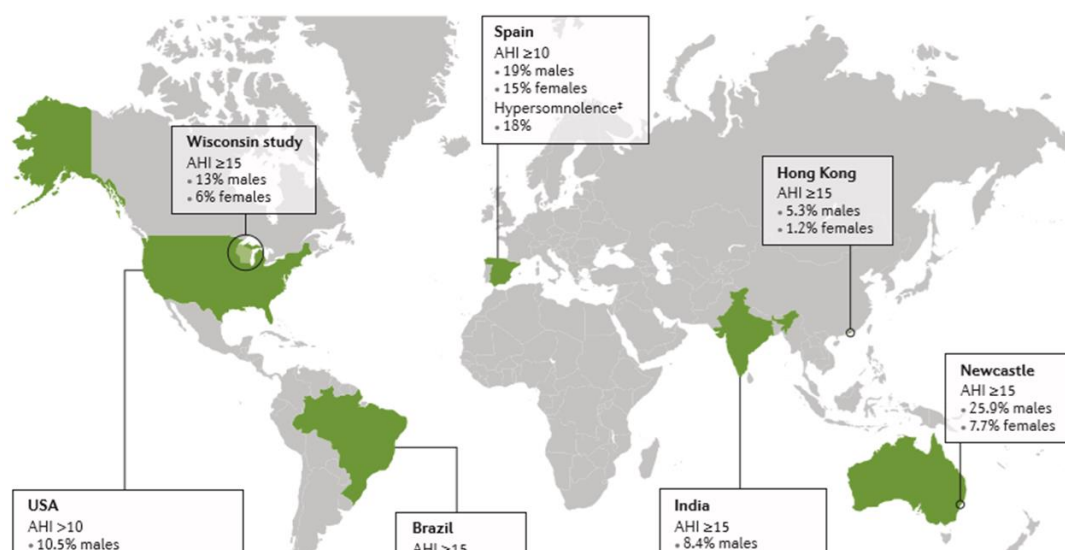 Spain
AHI ≥10
• 19% males
• 15% females
Hypersomnolence‡
• 18%
Wisconsin study
AHI ≥15
• 13% males
• 6% females
Hong Kong
AHI ≥15
• 5.3% males
• 1.2% females
Newcastle
AHI ≥15
• 25.9% males
• 7.7% females
USA
AHI >10
• 10.5% males
Brazil
AHI ≥15
India
AHI ≥15
• 8.4% males